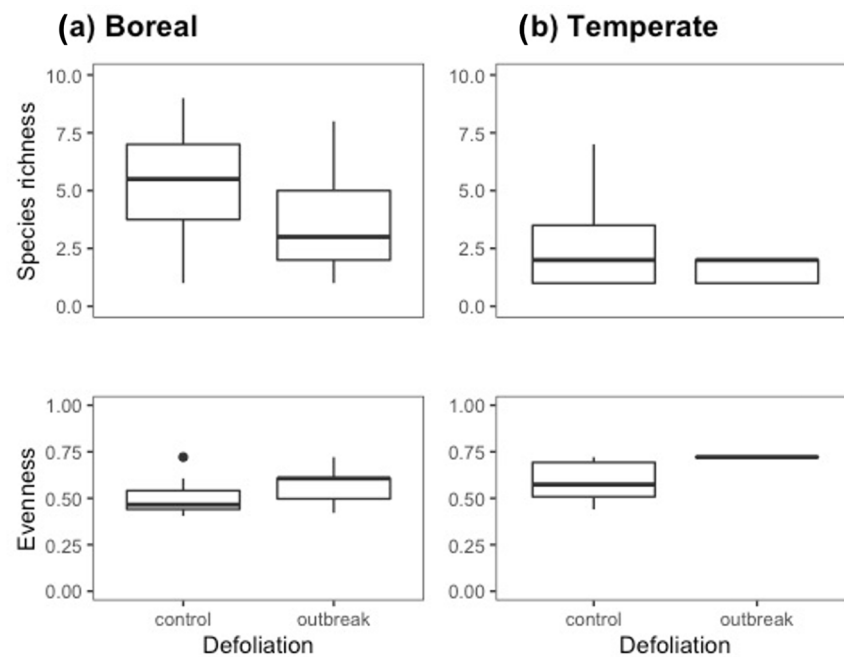 (a) Boreal
(b) Temperate
Species richness
10.0
7.5
5.0
2.5
0.0
10.0
7.5
5.0
2.5
0.0
Evenness
1.00
0.75
0.50
0.25
0.00
control
outbreak
Defoliation
1.00
0.75
0.50
0.25
0.00
control
outbreak
Defoliation